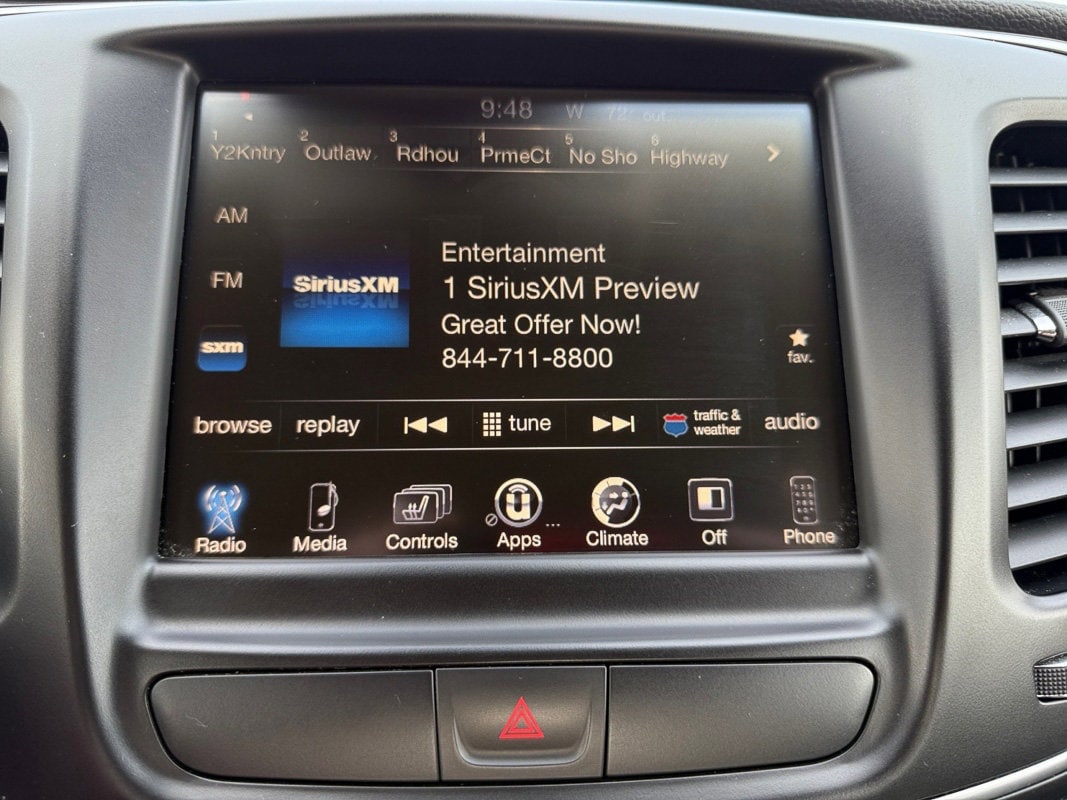 9:48 W 72 out
1 Y2Kntry 2 Outlaw 3 Rdhou 4 PrmeCt 5 No Sho 6 Highway
AM
FM
sxm
SiriusXM
Entertainment
1 SiriusXM Preview
Great Offer Now!
844-711-8800
fav.
browse replay tune traffic & weather audio
Radio Media Controls Apps ... Climate Off Phone